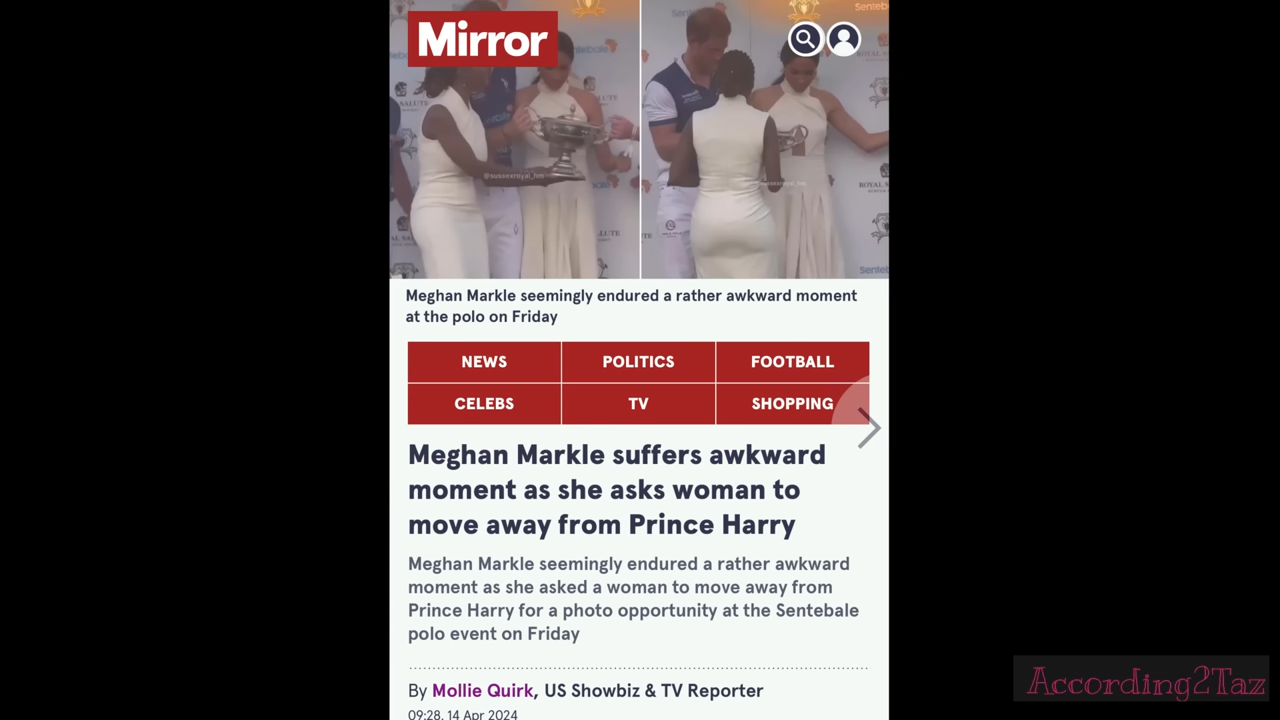 Mirror
Sentebale
@sussexroyal_fm
Meghan Markle seemingly endured a rather awkward moment
at the polo on Friday
NEWS POLITICS FOOTBALL
CELEBS TV SHOPPING
Meghan Markle suffers awkward
moment as she asks woman to
move away from Prince Harry
Meghan Markle seemingly endured a rather awkward
moment as she asked a woman to move away from
Prince Harry for a photo opportunity at the Sentebale
polo event on Friday
By Mollie Quirk, US Showbiz & TV Reporter
09:28, 14 Apr 2024
According2Taz